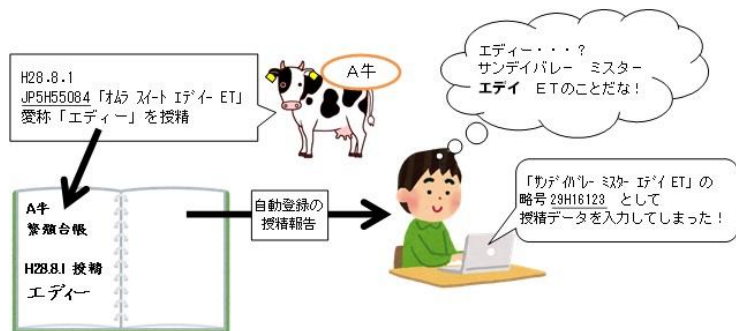 H28.8.1
JP5H55084「オムラ スイート エデイー ET」
愛称「エディー」を授精
A牛
エディー・・・?
サンデイバレー ミスター
エデイ ETのことだな!
A牛
繁殖台帳
H28.8.1 授精
エディー
自動登録の
授精報告
「サンデイバレー ミスター エデイ ET」の
略号 29H16123 として
授精データを入力してしまった!